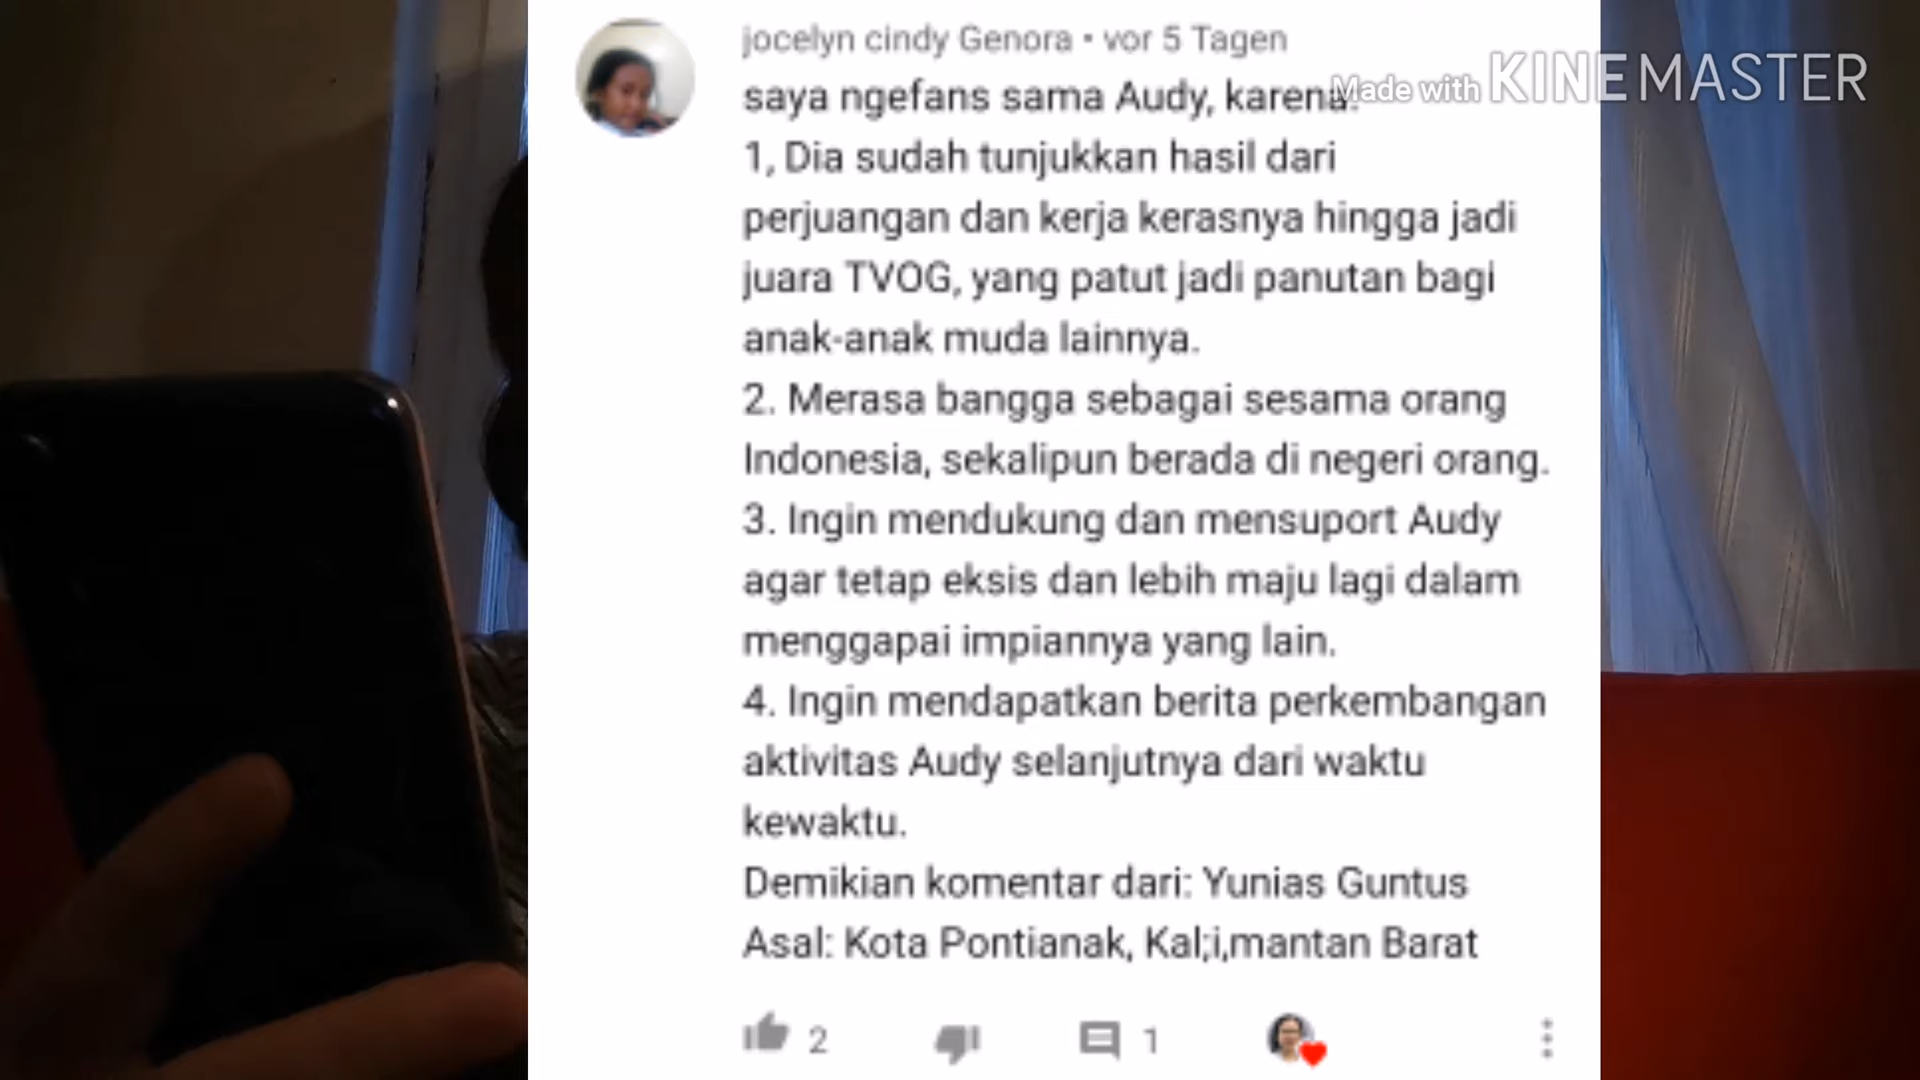 jocelyn cindy Genora • vor 5 Tagen
Made with KINEMASTER
saya ngefans sama Audy, karena:
1, Dia sudah tunjukkan hasil dari
perjuangan dan kerja kerasnya hingga jadi
juara TVOG, yang patut jadi panutan bagi
anak-anak muda lainnya.
2. Merasa bangga sebagai sesama orang
Indonesia, sekalipun berada di negeri orang.
3. Ingin mendukung dan mensuport Audy
agar tetap eksis dan lebih maju lagi dalam
menggapai impiannya yang lain.
4. Ingin mendapatkan berita perkembangan
aktivitas Audy selanjutnya dari waktu
kewaktu.
Demikian komentar dari: Yunias Guntus
Asal: Kota Pontianak, Kal;i,mantan Barat
2
1